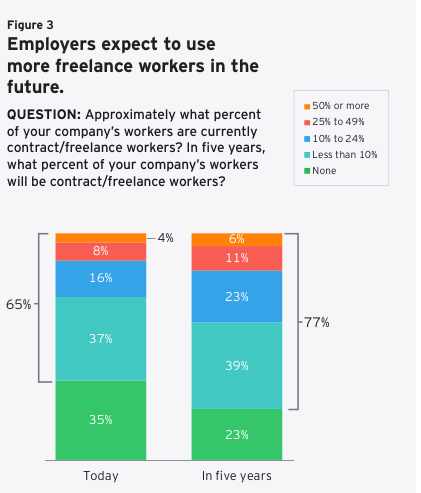 Figure 3
Employers expect to use
more freelance workers in the
future.
QUESTION: Approximately what percent
of your company's workers are currently
contract/freelance workers? In five years,
what percent of your company's workers
will be contract/freelance workers?
50% or more
25% to 49%
10% to 24%
Less than 10%
None
4%
8%
16%
37%
35%
65%
6%
11%
23%
39%
23%
77%
Today
In five years